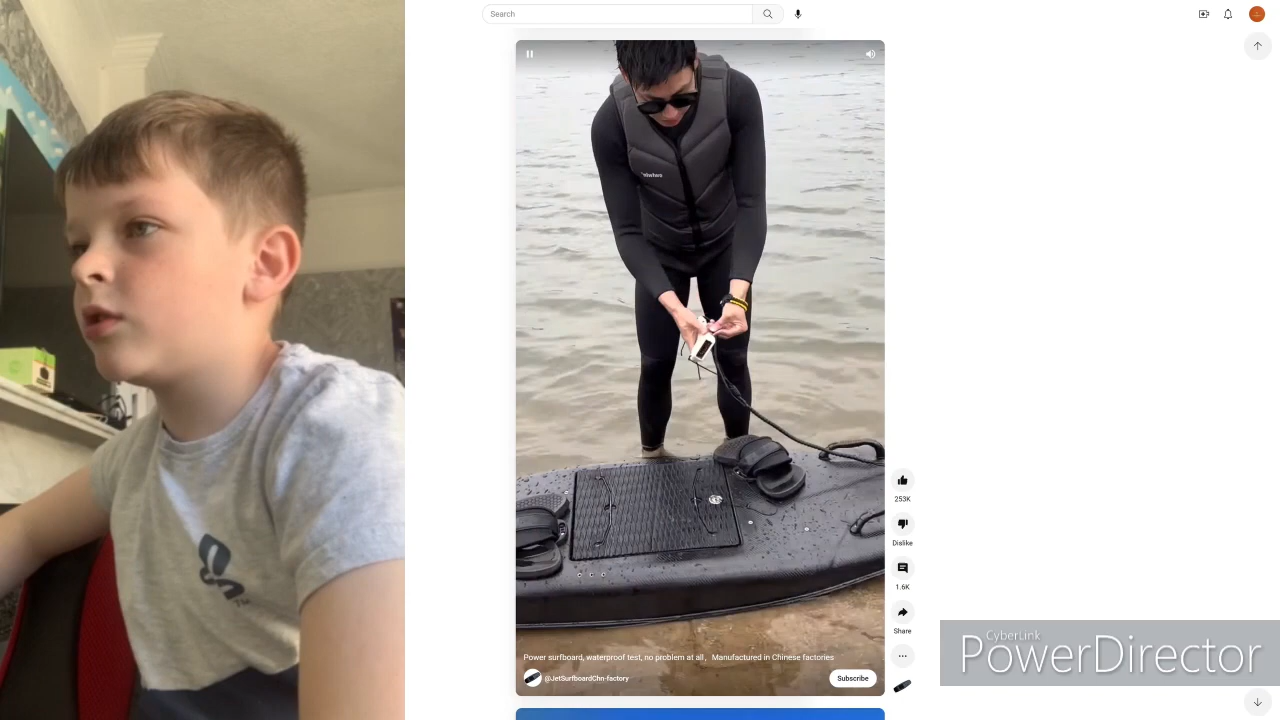 Search
253K
Dislike
1.6K
Share
Power surfboard, waterproof test, no problem at all，Manufactured in Chinese factories
@JetSurfboardChn-factory
Subscribe
CyberLink
PowerDirector
TM